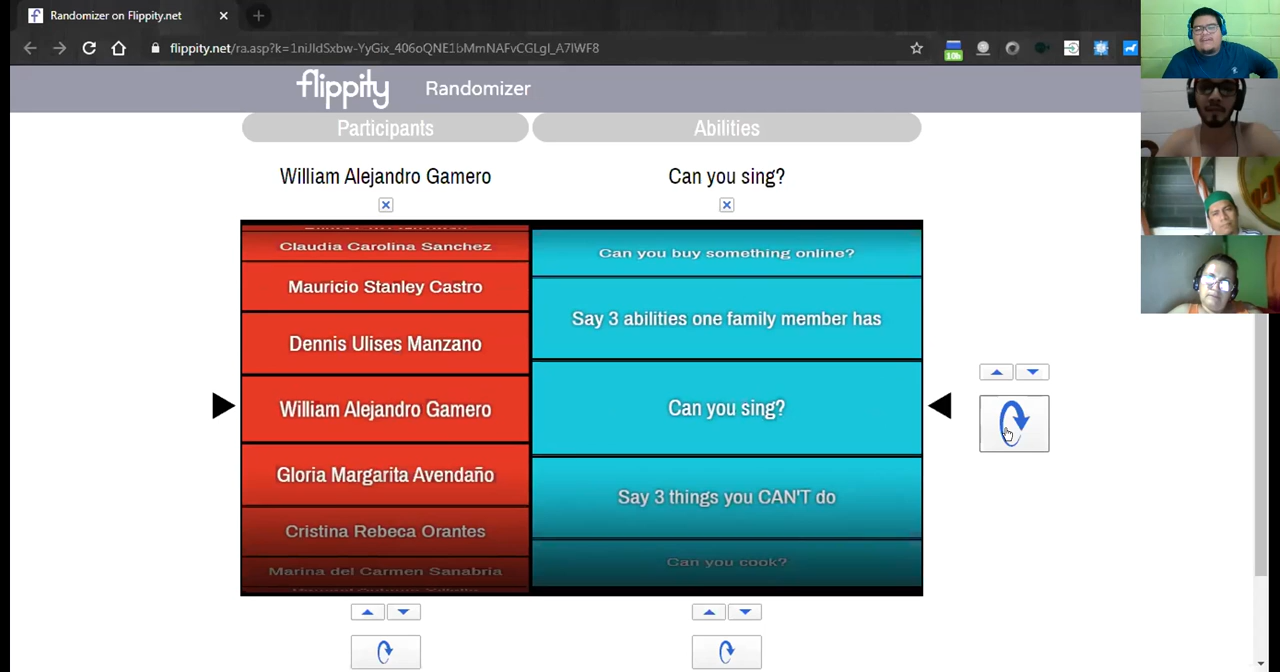 Randomizer on Flippity.net
flippity.net/ra.asp?k=1niJIdSxbw-YyGix_406oQNE1bMmNAFvCGLgI_A7IWF8
10h
flippity Randomizer
Participants
Abilities
William Alejandro Gamero
Can you sing?
Claudia Carolina Sanchez
Mauricio Stanley Castro
Dennis Ulises Manzano
William Alejandro Gamero
Gloria Margarita Avendaño
Cristina Rebeca Orantes
Marina del Carmen Sanabria
Can you buy something online?
Say 3 abilities one family member has
Can you sing?
Say 3 things you CAN'T do
Can you cook?